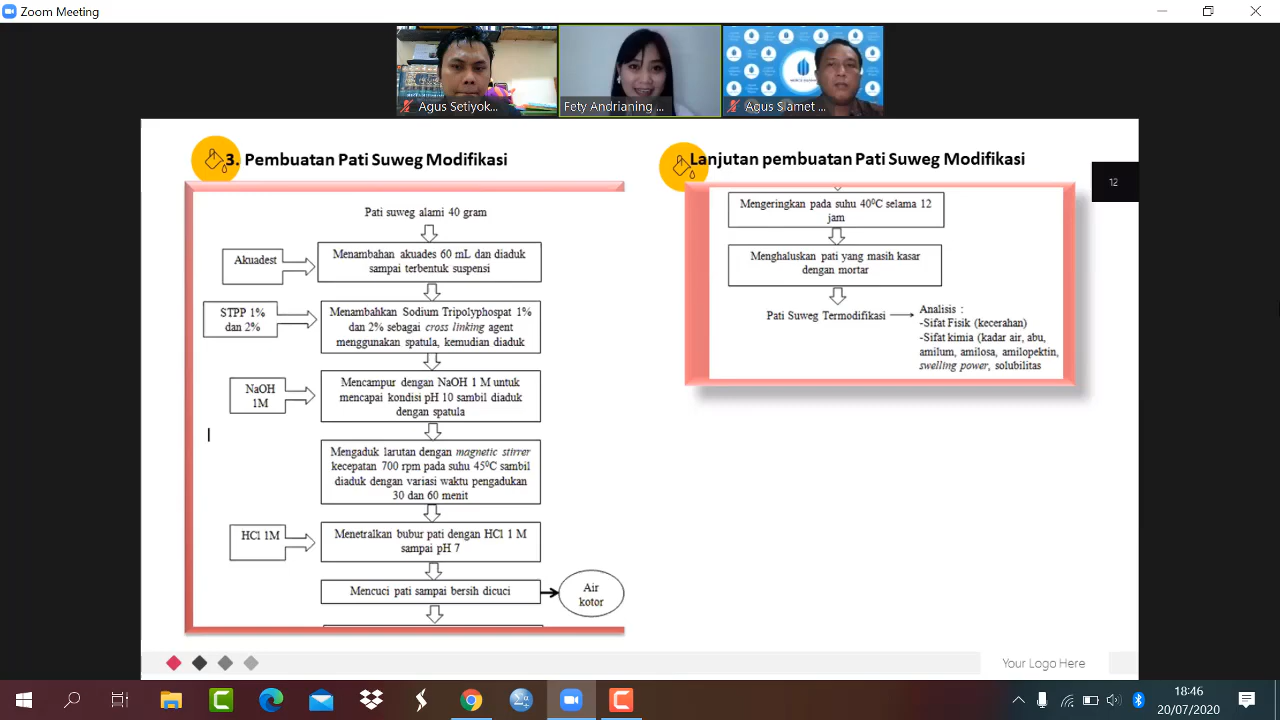 Zoom Meeting
Agus Setiyok...
Fety Andrianing ...
Agus Slamet ...
3. Pembuatan Pati Suweg Modifikasi
Pati suweg alami 40 gram
Akuadest
Menambahan akuades 60 mL dan diaduk
sampai terbentuk suspensi
STPP 1%
dan 2%
Menambahkan Sodium Tripolyphospat 1%
dan 2% sebagai cross linking agent
menggunakan spatula, kemudian diaduk
NaOH
1M
Mencampur dengan NaOH 1 M untuk
mencapai kondisi pH 10 sambil diaduk
dengan spatula
Mengaduk larutan dengan magnetic stirrer
kecepatan 700 rpm pada suhu 45⁰C sambil
diaduk dengan variasi waktu pengadukan
30 dan 60 menit
HCl 1M
Menetralkan bubur pati dengan HCl 1 M
sampai pH 7
Mencuci pati sampai bersih dicuci
Air
kotor
Lanjutan pembuatan Pati Suweg Modifikasi
Mengeringkan pada suhu 40⁰C selama 12
jam
Menghaluskan pati yang masih kasar
dengan mortar
Pati Suweg Termodifikasi
Analisis :
-Sifat Fisik (kecerahan)
-Sifat kimia (kadar air, abu,
amilum, amilosa, amilopektin,
swelling power, solubilitas
12
Your Logo Here
18:46
20/07/2020